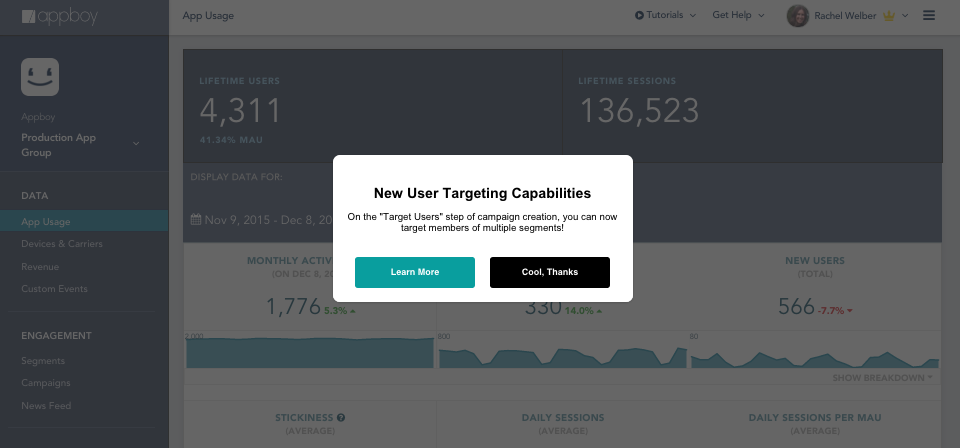 appboy
App Usage
Tutorials
Get Help
Rachel Welber
Appboy
Production App
Group
DATA
App Usage
Devices & Carriers
Revenue
Custom Events
ENGAGEMENT
Segments
Campaigns
News Feed
LIFETIME USERS
4,311
41.34% MAU
LIFETIME SESSIONS
136,523
DISPLAY DATA FOR:
Nov 9, 2015 - Dec 8, 20
New User Targeting Capabilities
On the "Target Users" step of campaign creation, you can now
target members of multiple segments!
Learn More
Cool, Thanks
MONTHLY ACTIV
(ON DEC 8, 20
1,776 5.3%
2,000
330 14.0%
800
NEW USERS
(TOTAL)
566 -7.7%
80
SHOW BREAKDOWN
STICKINESS
(AVERAGE)
DAILY SESSIONS
(AVERAGE)
DAILY SESSIONS PER MAU
(AVERAGE)